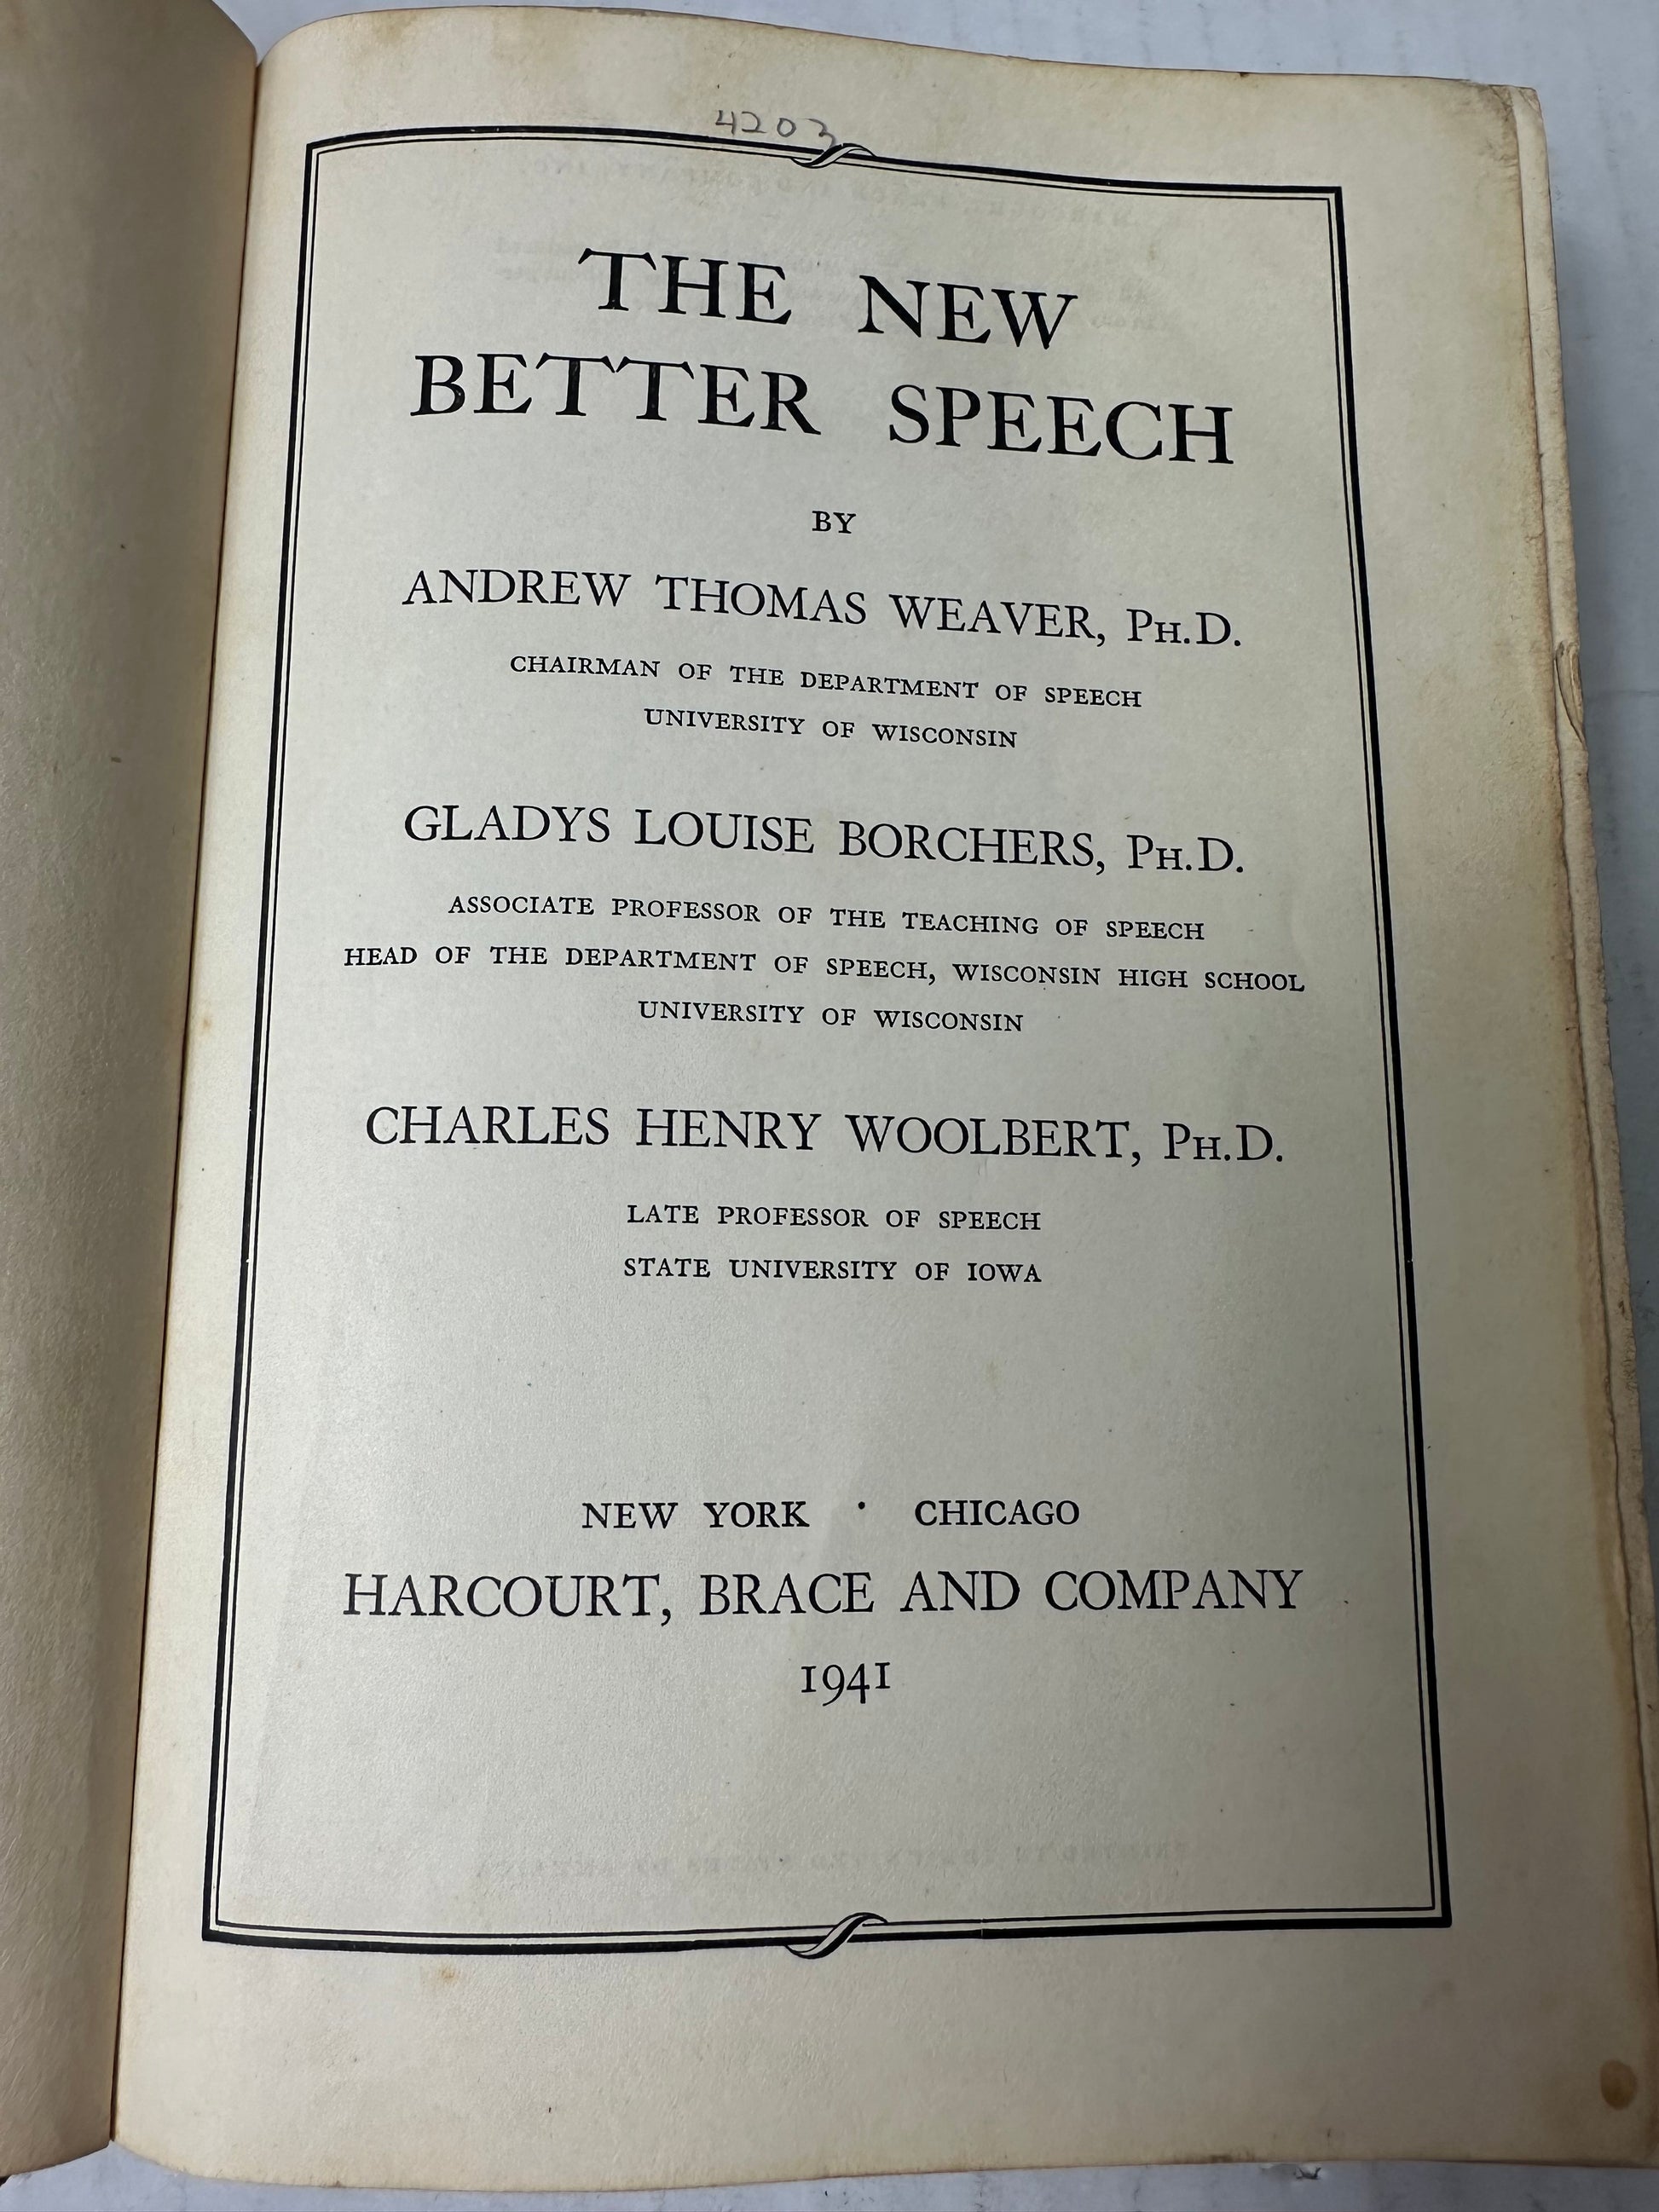 4203
THE NEW
BETTER SPEECH
BY
ANDREW THOMAS WEAVER, PH.D.
CHAIRMAN OF THE DEPARTMENT OF SPEECH
UNIVERSITY OF WISCONSIN
GLADYS LOUISE BORCHERS, PH.D.
ASSOCIATE PROFESSOR OF THE TEACHING OF SPEECH
HEAD OF THE DEPARTMENT OF SPEECH, WISCONSIN HIGH SCHOOL
UNIVERSITY OF WISCONSIN
CHARLES HENRY WOOLBERT, PH.D.
LATE PROFESSOR OF SPEECH
STATE UNIVERSITY OF IOWA
NEW YORK · CHICAGO
HARCOURT, BRACE AND COMPANY
1941